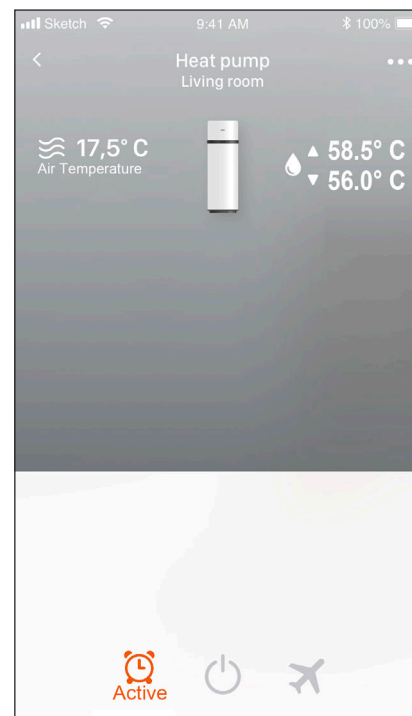 Sketch 9:41 AM 100%
Heat pump
Living room
17,5° C
Air Temperature
▲ 58.5° C
▼ 56.0° C
Active